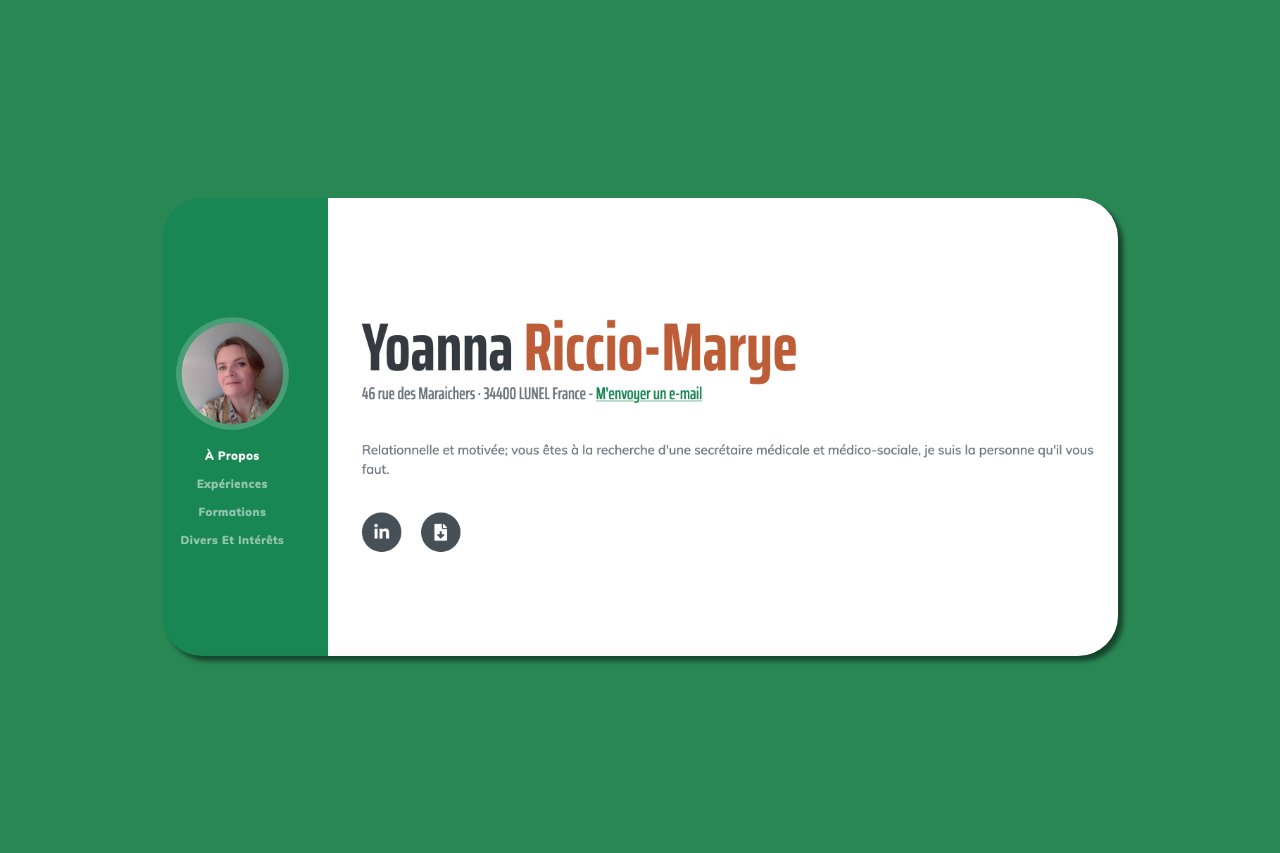 À Propos
Expériences
Formations
Divers Et Intérêts
Yoanna Riccio-Marye
46 rue des Maraichers · 34400 LUNEL France - M'envoyer un e-mail
Relationnelle et motivée; vous êtes à la recherche d'une secrétaire médicale et médico-sociale, je suis la personne qu'il vous
faut.
in